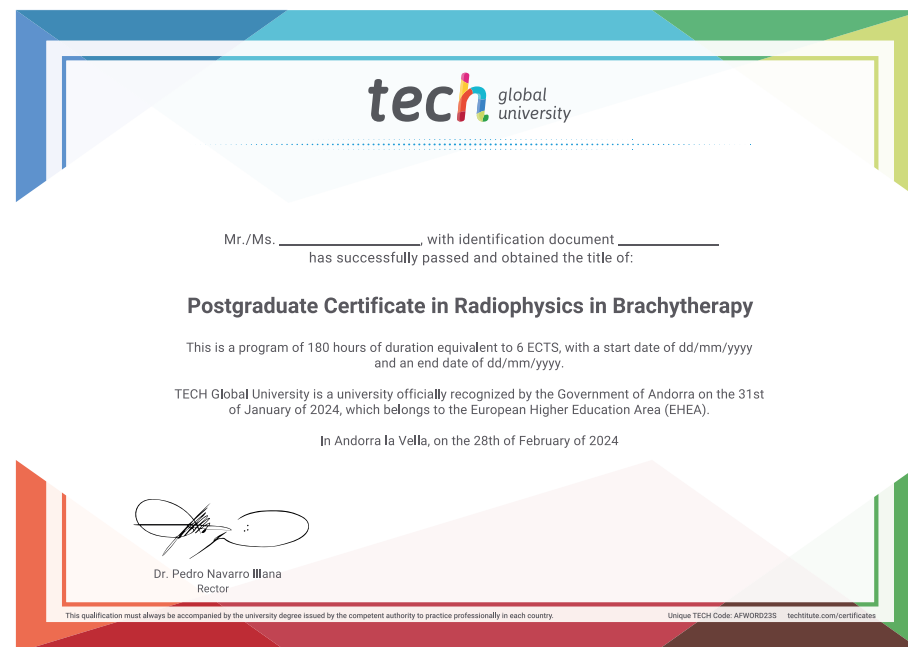 tech global university
Mr./Ms. ____________, with identification document ____________
has successfully passed and obtained the title of:
Postgraduate Certificate in Radiophysics in Brachytherapy
This is a program of 180 hours of duration equivalent to 6 ECTS, with a start date of dd/mm/yyyy
and an end date of dd/mm/yyyy.
TECH Global University is a university officially recognized by the Government of Andorra on the 31st
of January of 2024, which belongs to the European Higher Education Area (EHEA).
In Andorra la Vella, on the 28th of February of 2024
Dr. Pedro Navarro Illana
Rector
This qualification must always be accompanied by the university degree issued by the competent authority to practice professionally in each country.
Unique TECH Code: AFWORD23S techtitute.com/certificates